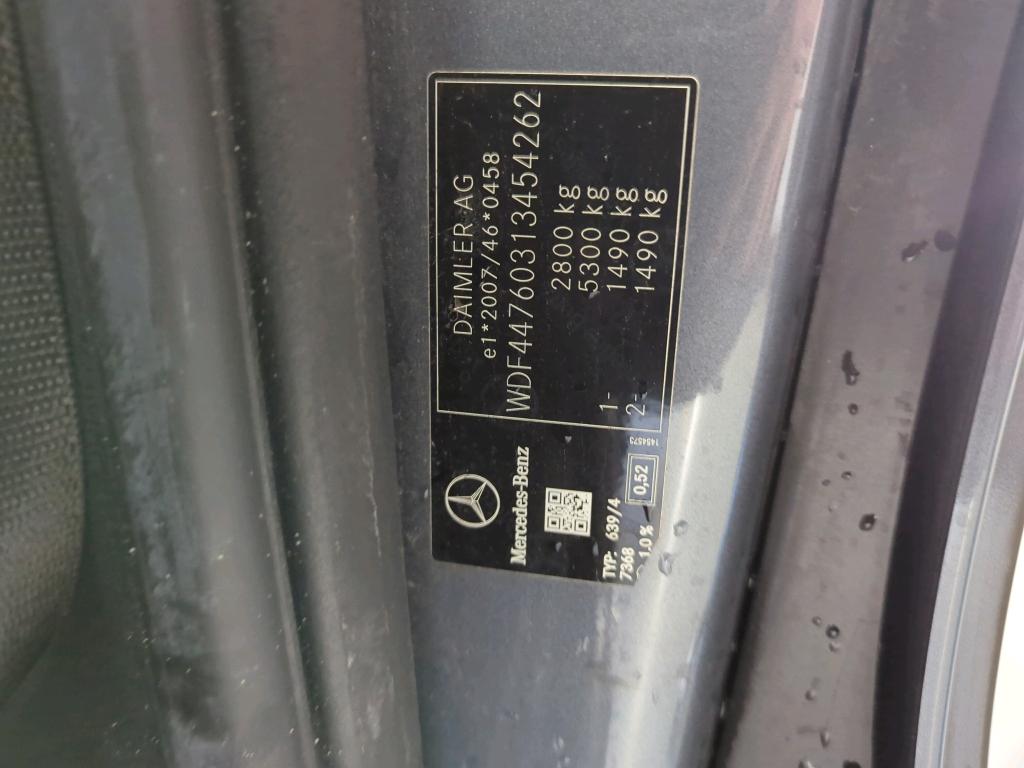 DAIMLER AG
e1*2007/46*0458
WDF44760313454262
2800 kg
5300 kg
1- 1490 kg
2- 1490 kg
Mercedes-Benz
TYP: 639/4
7368
1.0 %
0,52
1454573